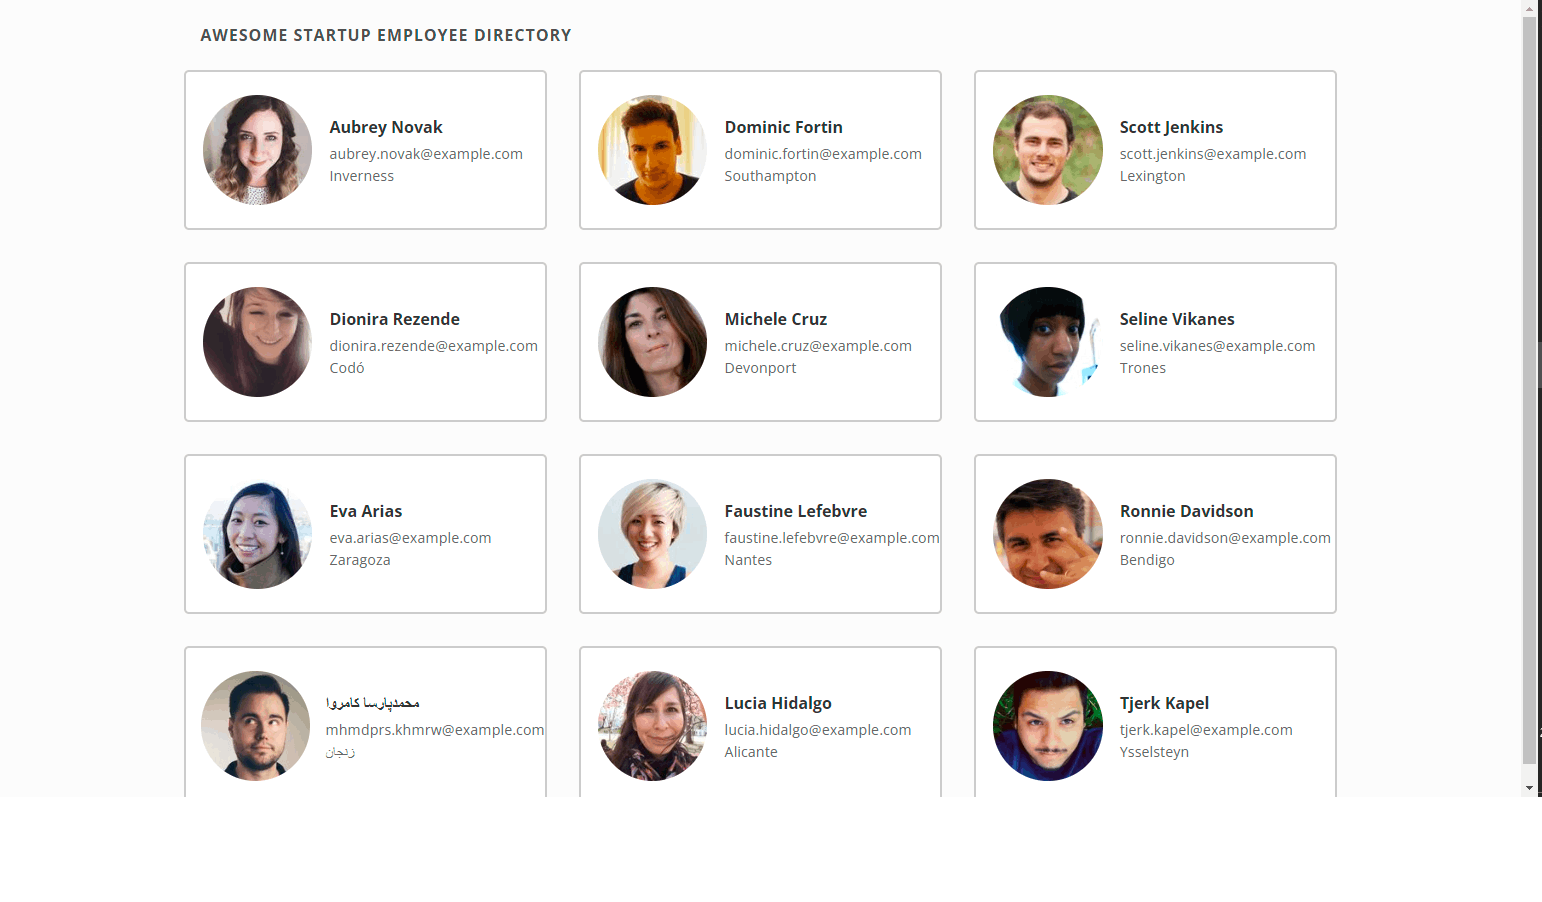 AWESOME STARTUP EMPLOYEE DIRECTORY
Aubrey Novak
aubrey.novak@example.com
Inverness
Dominic Fortin
dominic.fortin@example.com
Southampton
Scott Jenkins
scott.jenkins@example.com
Lexington
Dionira Rezende
dionira.rezende@example.com
Codó
Michele Cruz
michele.cruz@example.com
Devonport
Seline Vikanes
seline.vikanes@example.com
Trones
Eva Arias
eva.arias@example.com
Zaragoza
Faustine Lefebvre
faustine.lefebvre@example.com
Nantes
Ronnie Davidson
ronnie.davidson@example.com
Bendigo
محمدپارسا کامروا
mhmdprs.khmrw@example.com
زنجان
Lucia Hidalgo
lucia.hidalgo@example.com
Alicante
Tjerk Kapel
tjerk.kapel@example.com
Ysselsteyn